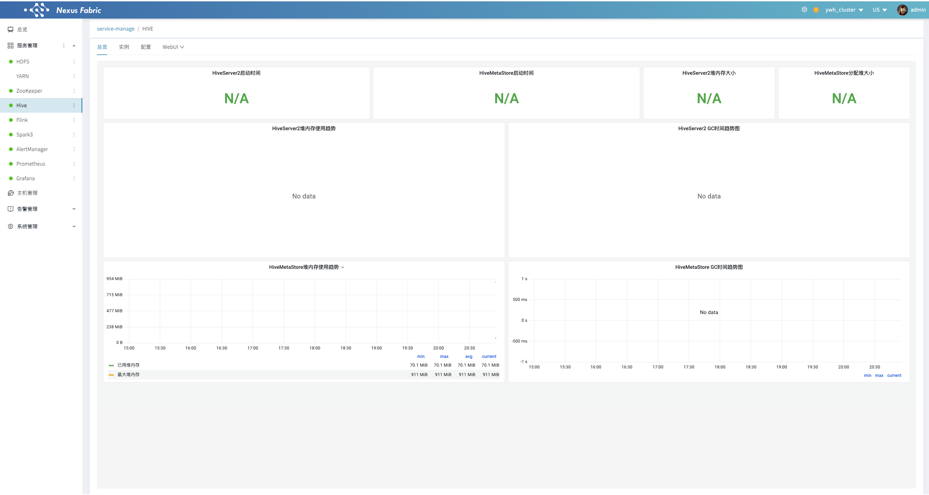 Nexus Fabric
ywh_cluster
US
admin
总览
服务管理
HDFS
YARN
ZooKeeper
Hive
Flink
Spark3
AlertManager
Prometheus
Grafana
主机管理
告警管理
系统管理
service-manage / HIVE
总览 实例 配置 WebUI
HiveServer2启动时间
N/A
HiveMetaStore启动时间
N/A
HiveServer2堆内存大小
N/A
HiveMetaStore分配堆大小
N/A
HiveServer2堆内存使用趋势
No data
HiveServer2 GC时间趋势图
No data
HiveMetaStore堆内存使用趋势
954 MiB
715 MiB
477 MiB
238 MiB
0 B
15:00 15:30 16:00 16:30 17:00 17:30 18:00 18:30 19:00 19:30 20:00 20:30
min max avg current
已用堆内存 70.1 MiB 70.1 MiB 70.1 MiB 70.1 MiB
最大堆内存 911 MiB 911 MiB 911 MiB 911 MiB
HiveMetaStore GC时间趋势图
1 s
500 ms
0 s
-500 ms
-1 s
No data
15:00 15:30 16:00 16:30 17:00 17:30 18:00 18:30 19:00 19:30 20:00 20:30
min max current